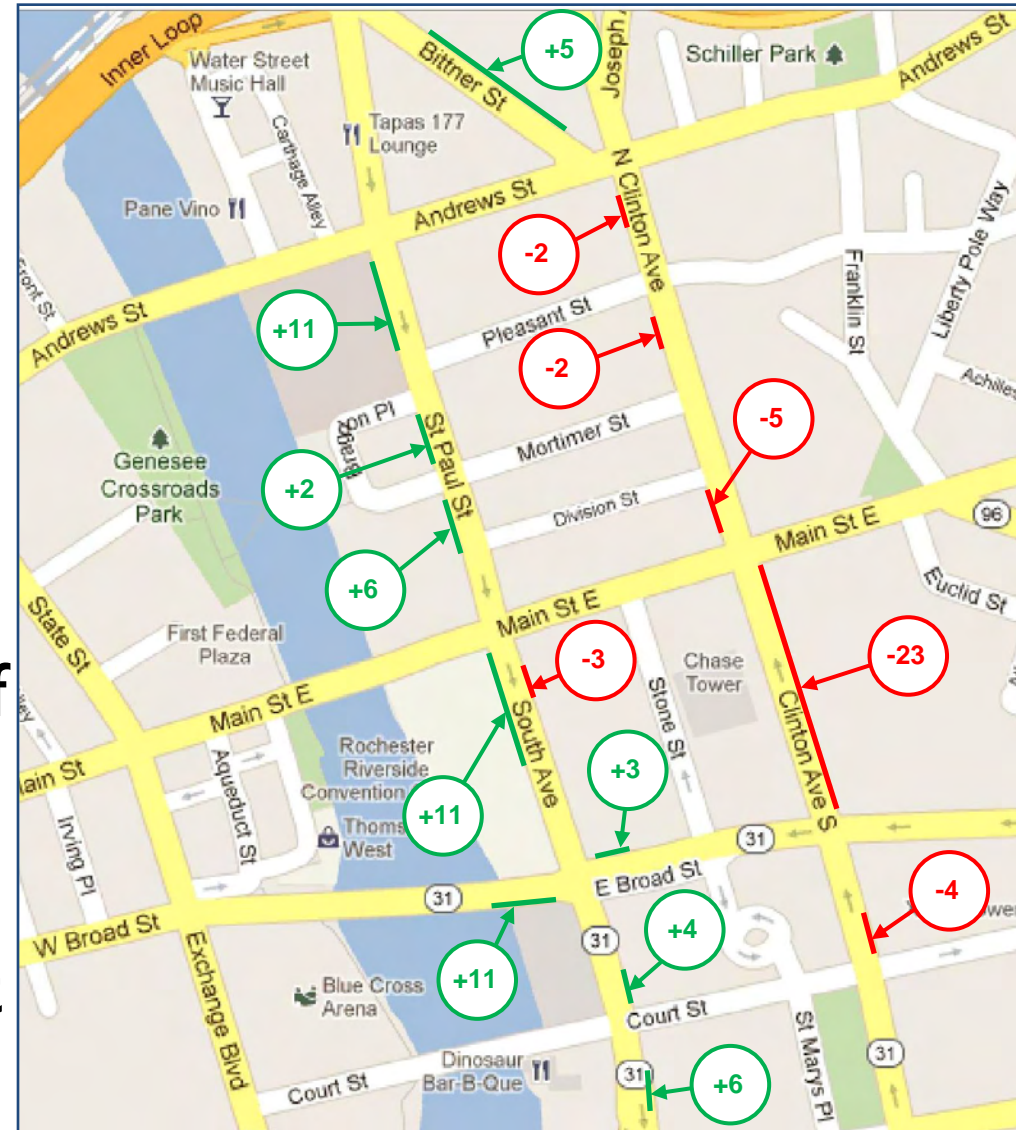 Inner Loop
Water Street
Music Hall
Bittner St
+5
Joseph A
Schiller Park
Andrews St
Tapas 177
Lounge
Carthage Alley
Pane Vino
Andrews St
N Clinton Ave
-2
Front St
Andrews St
+11
Pleasant St
-2
Franklin St
Liberty Pole Way
Achilles
-5
St Paul St
Mortimer St
Genesee
Crossroads
Park
+2
Division St
Main St E
96
+6
Euclid St
State St
First Federal
Plaza
Main St E
-3
Chase
Tower
-23
f
Main St E
South Ave
Stone St
Clinton Ave S
Rochester
Riverside
Convention
+3
ain St
Aqueduct St
+11
Thoms
West
31
Irving Pl
31
E Broad St
-4
W Broad St
+4
31
Exchange Blvd
+11
Blue Cross
Arena
Court St
St Marys Pl
Dinosaur
Bar-B-Que
31
31
Court St
+6